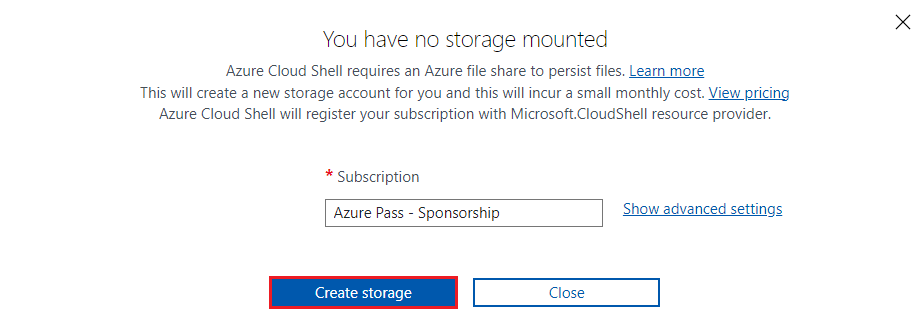 You have no storage mounted
Azure Cloud Shell requires an Azure file share to persist files. Learn more
This will create a new storage account for you and this will incur a small monthly cost. View pricing
Azure Cloud Shell will register your subscription with Microsoft.CloudShell resource provider.
* Subscription
Azure Pass - Sponsorship
Show advanced settings
Create storage
Close